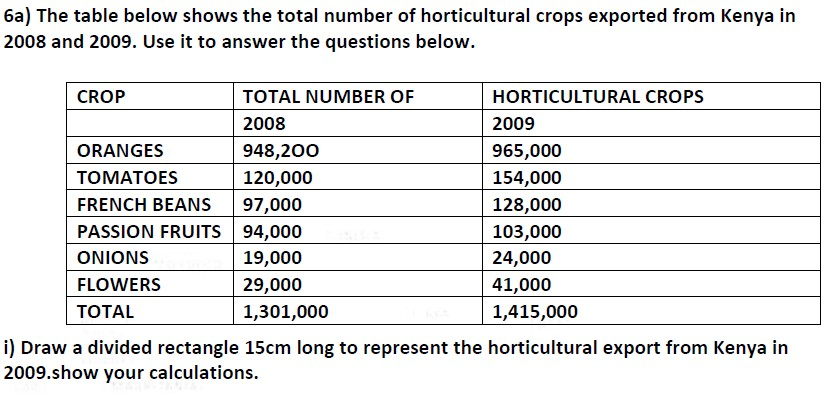 6a) The table below shows the total number of horticultural crops exported from Kenya in
2008 and 2009. Use it to answer the questions below.
CROP TOTAL NUMBER OF HORTICULTURAL CROPS
2008 2009
ORANGES 948,2OO 965,000
TOMATOES 120,000 154,000
FRENCH BEANS 97,000 128,000
PASSION FRUITS 94,000 103,000
ONIONS 19,000 24,000
FLOWERS 29,000 41,000
TOTAL 1,301,000 1,415,000
i) Draw a divided rectangle 15cm long to represent the horticultural export from Kenya in
2009.show your calculations.